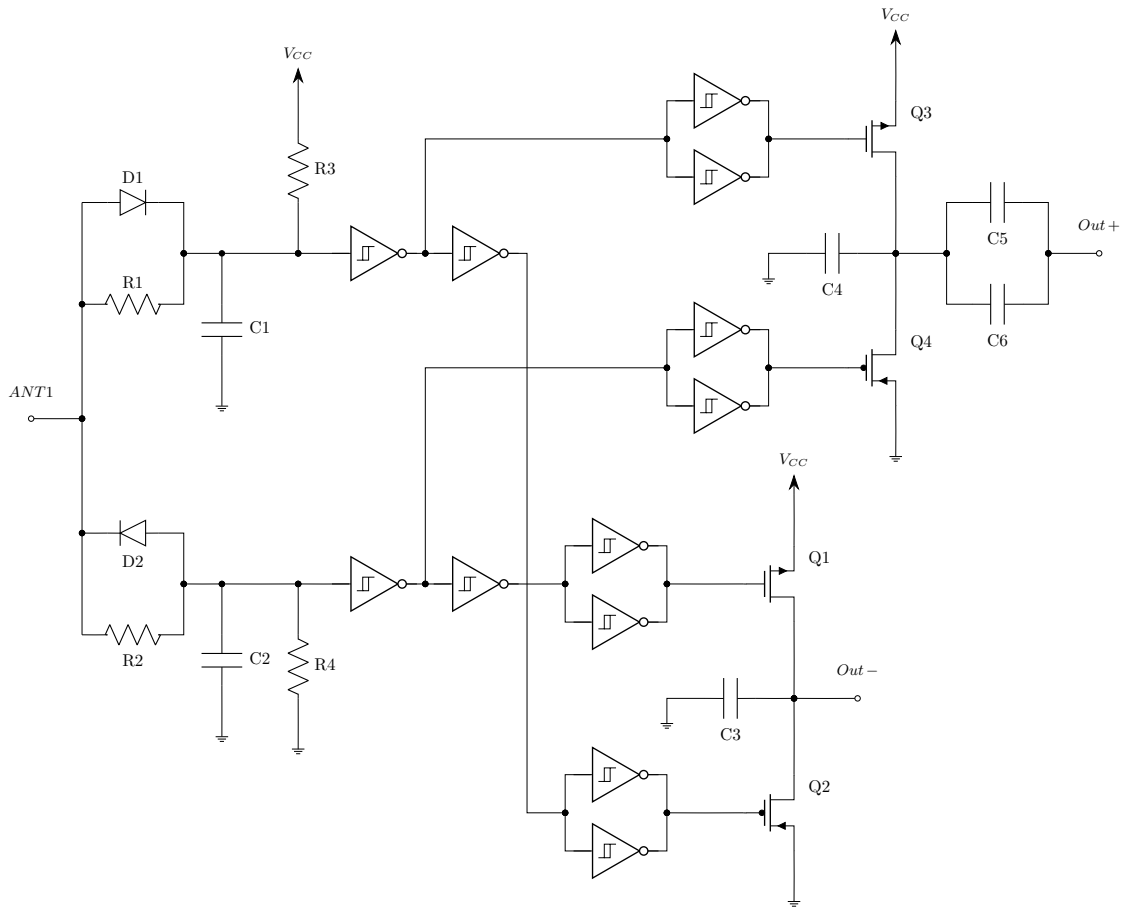 V_CC
V_CC
Q3
R3
D1
Out+
C5
R1
C4
C1
C6
Q4
ANT1
V_CC
D2
Q1
R2
C2
R4
Out−
C3
Q2